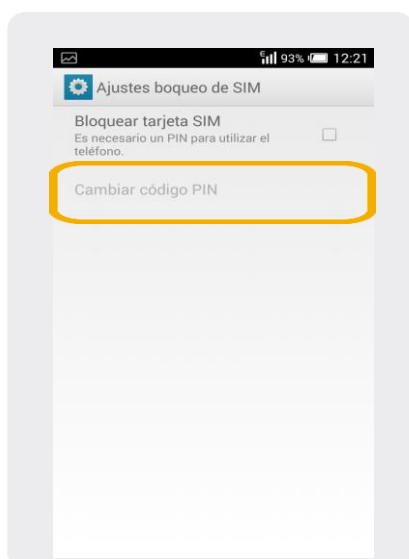 E 93% 12:21
Ajustes boqueo de SIM
Bloquear tarjeta SIM
Es necesario un PIN para utilizar el
teléfono.
Cambiar código PIN